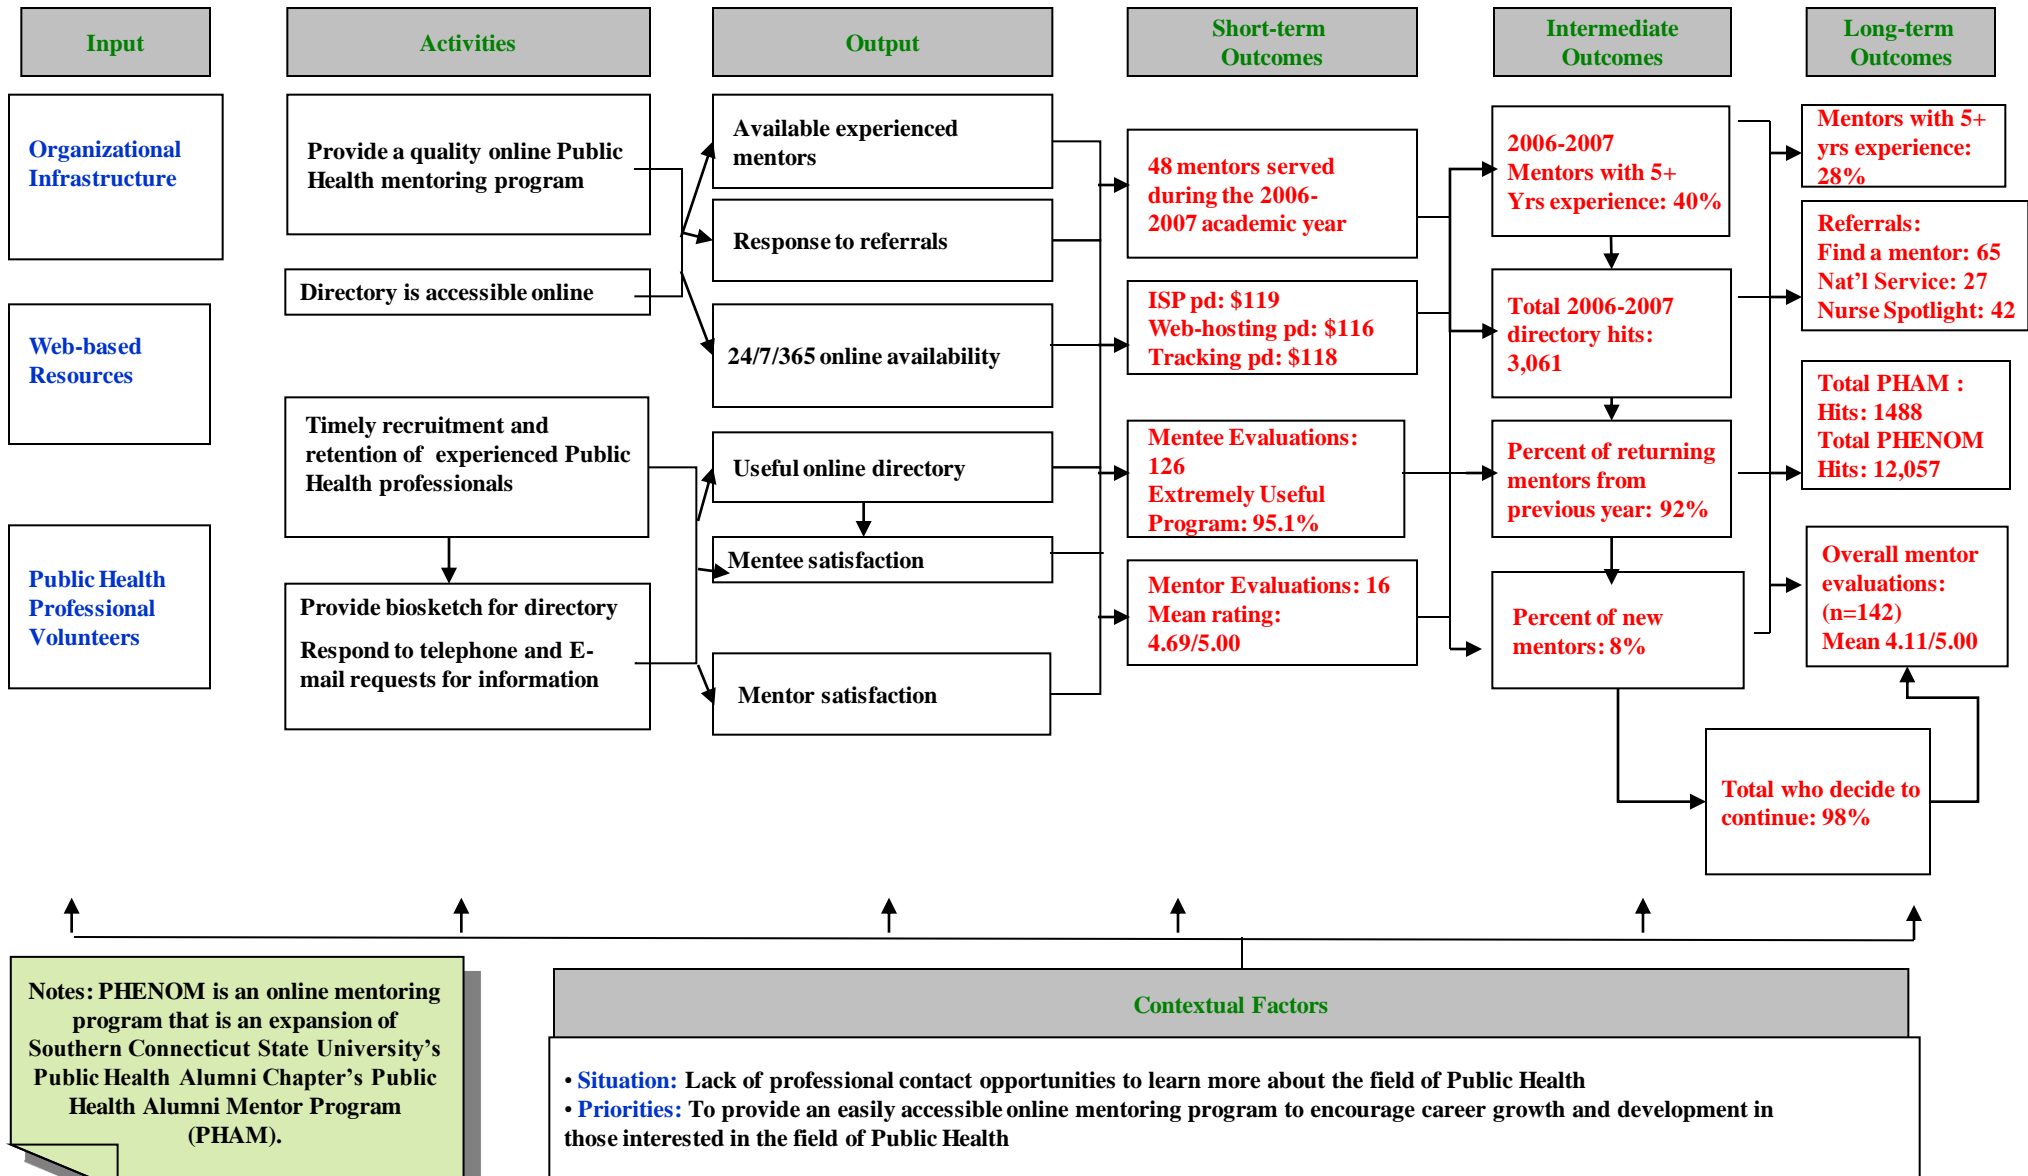 Input
Activities
Output
Short-term
Outcomes
Intermediate
Outcomes
Long-term
Outcomes
Organizational
Infrastructure
Web-based
Resources
Public Health
Professional
Volunteers
Provide a quality online Public
Health mentoring program
Directory is accessible online
Timely recruitment and
retention of experienced Public
Health professionals
Provide biosketch for directory
Respond to telephone and E-
mail requests for information
Available experienced
mentors
Response to referrals
24/7/365 online availability
Useful online directory
Mentee satisfaction
Mentor satisfaction
48 mentors served
during the 2006-
2007 academic year
ISP pd: $119
Web-hosting pd: $116
Tracking pd: $118
Mentee Evaluations:
126
Extremely Useful
Program: 95.1%
Mentor Evaluations: 16
Mean rating:
4.69/5.00
2006-2007
Mentors with 5+
Yrs experience: 40%
Total 2006-2007
directory hits:
3,061
Percent of returning
mentors from
previous year: 92%
Percent of new
mentors: 8%
Total who decide to
continue: 98%
Mentors with 5+
yrs experience:
28%
Referrals:
Find a mentor: 65
Nat'l Service: 27
Nurse Spotlight: 42
Total PHAM :
Hits: 1488
Total PHENOM
Hits: 12,057
Overall mentor
evaluations:
(n=142)
Mean 4.11/5.00
Notes: PHENOM is an online mentoring
program that is an expansion of
Southern Connecticut State University's
Public Health Alumni Chapter's Public
Health Alumni Mentor Program
(PHAM).
Contextual Factors
• Situation: Lack of professional contact opportunities to learn more about the field of Public Health
• Priorities: To provide an easily accessible online mentoring program to encourage career growth and development in
those interested in the field of Public Health